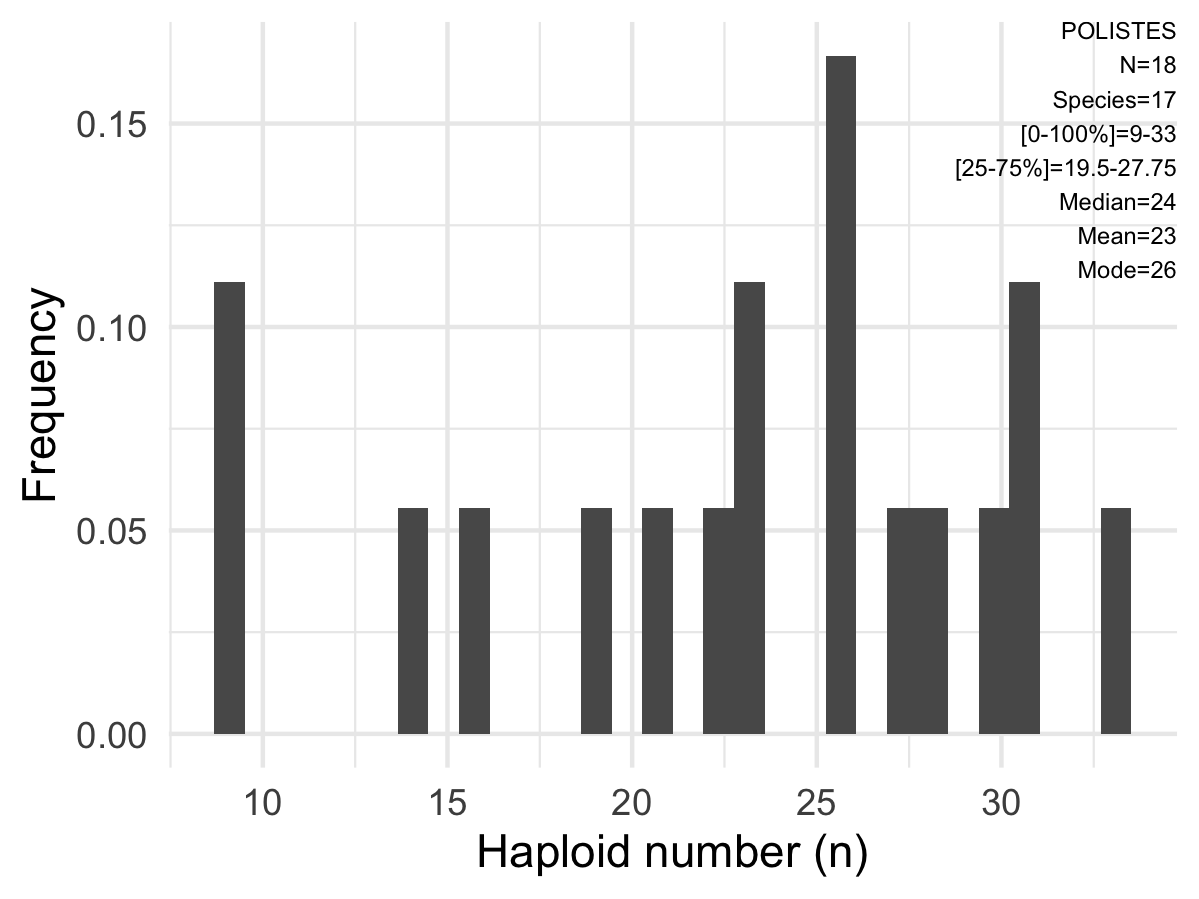 POLISTES
N=18
Species=17
[0-100%]=9-33
[25-75%]=19.5-27.75
Median=24
Mean=23
Mode=26
0.15
0.10
0.05
0.00
Frequency
10 15 20 25 30
Haploid number (n)